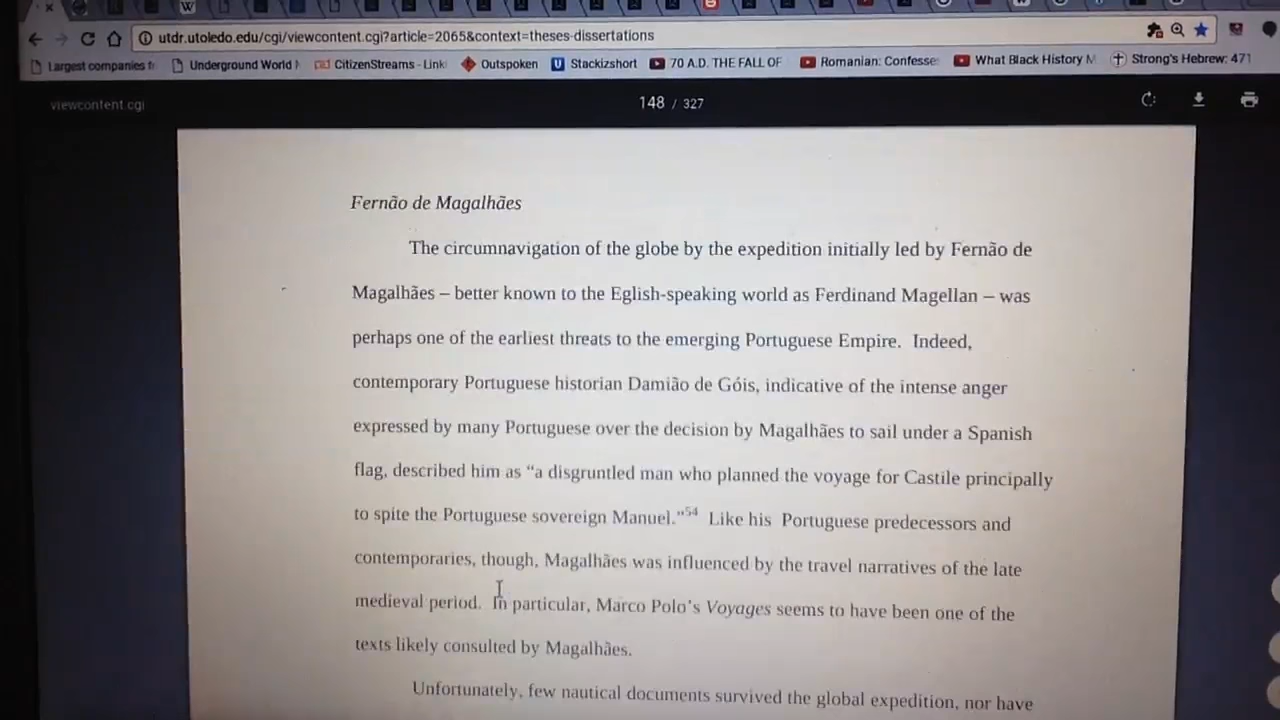 utdr.utoledo.edu/cgi/viewcontent.cgi?article=2065&context=theses-dissertations
Largest companies Underground World CitizenStreams - Link Outspoken Stackizshort 70 A.D. THE FALL OF Romanian: Confesse What Black History M Strong's Hebrew: 471
viewcontent.cgi 148 / 327
Fernão de Magalhães
The circumnavigation of the globe by the expedition initially led by Fernão de
Magalhães – better known to the Eglish-speaking world as Ferdinand Magellan – was
perhaps one of the earliest threats to the emerging Portuguese Empire. Indeed,
contemporary Portuguese historian Damião de Góis, indicative of the intense anger
expressed by many Portuguese over the decision by Magalhães to sail under a Spanish
flag, described him as “a disgruntled man who planned the voyage for Castile principally
to spite the Portuguese sovereign Manuel.”54 Like his Portuguese predecessors and
contemporaries, though, Magalhães was influenced by the travel narratives of the late
medieval period. In particular, Marco Polo’s Voyages seems to have been one of the
texts likely consulted by Magalhães.
Unfortunately, few nautical documents survived the global expedition, nor have